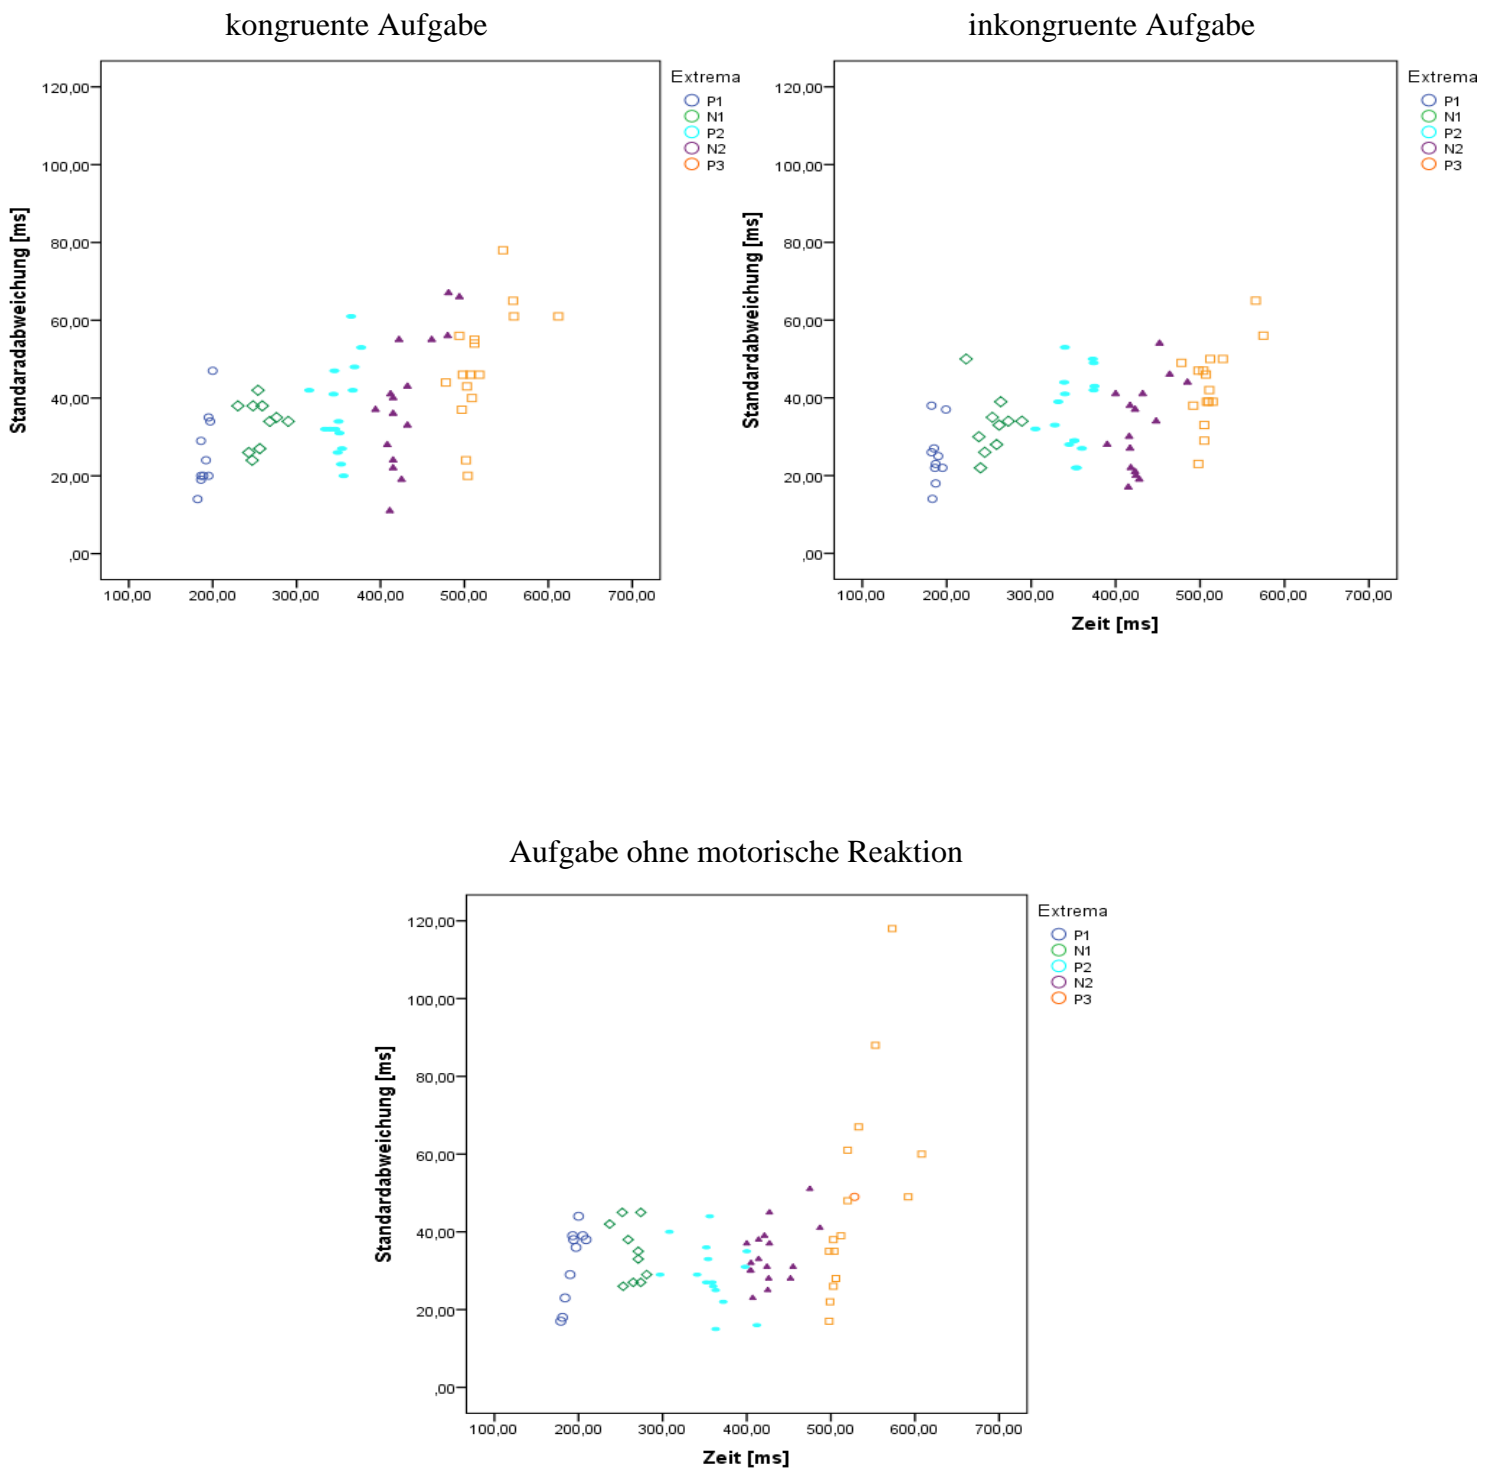 kongruente Aufgabe
inkongruente Aufgabe
Standaradabweichung [ms]
120,00
100,00
80,00
60,00
40,00
20,00
,00
100,00 200,00 300,00 400,00 500,00 600,00 700,00
Extrema
P1
N1
P2
N2
P3
Standardabweichung [ms]
120,00
100,00
80,00
60,00
40,00
20,00
,00
100,00 200,00 300,00 400,00 500,00 600,00 700,00
Zeit [ms]
Extrema
P1
N1
P2
N2
P3
Aufgabe ohne motorische Reaktion
Standardabweichung [ms]
120,00
100,00
80,00
60,00
40,00
20,00
,00
100,00 200,00 300,00 400,00 500,00 600,00 700,00
Zeit [ms]
Extrema
P1
N1
P2
N2
P3